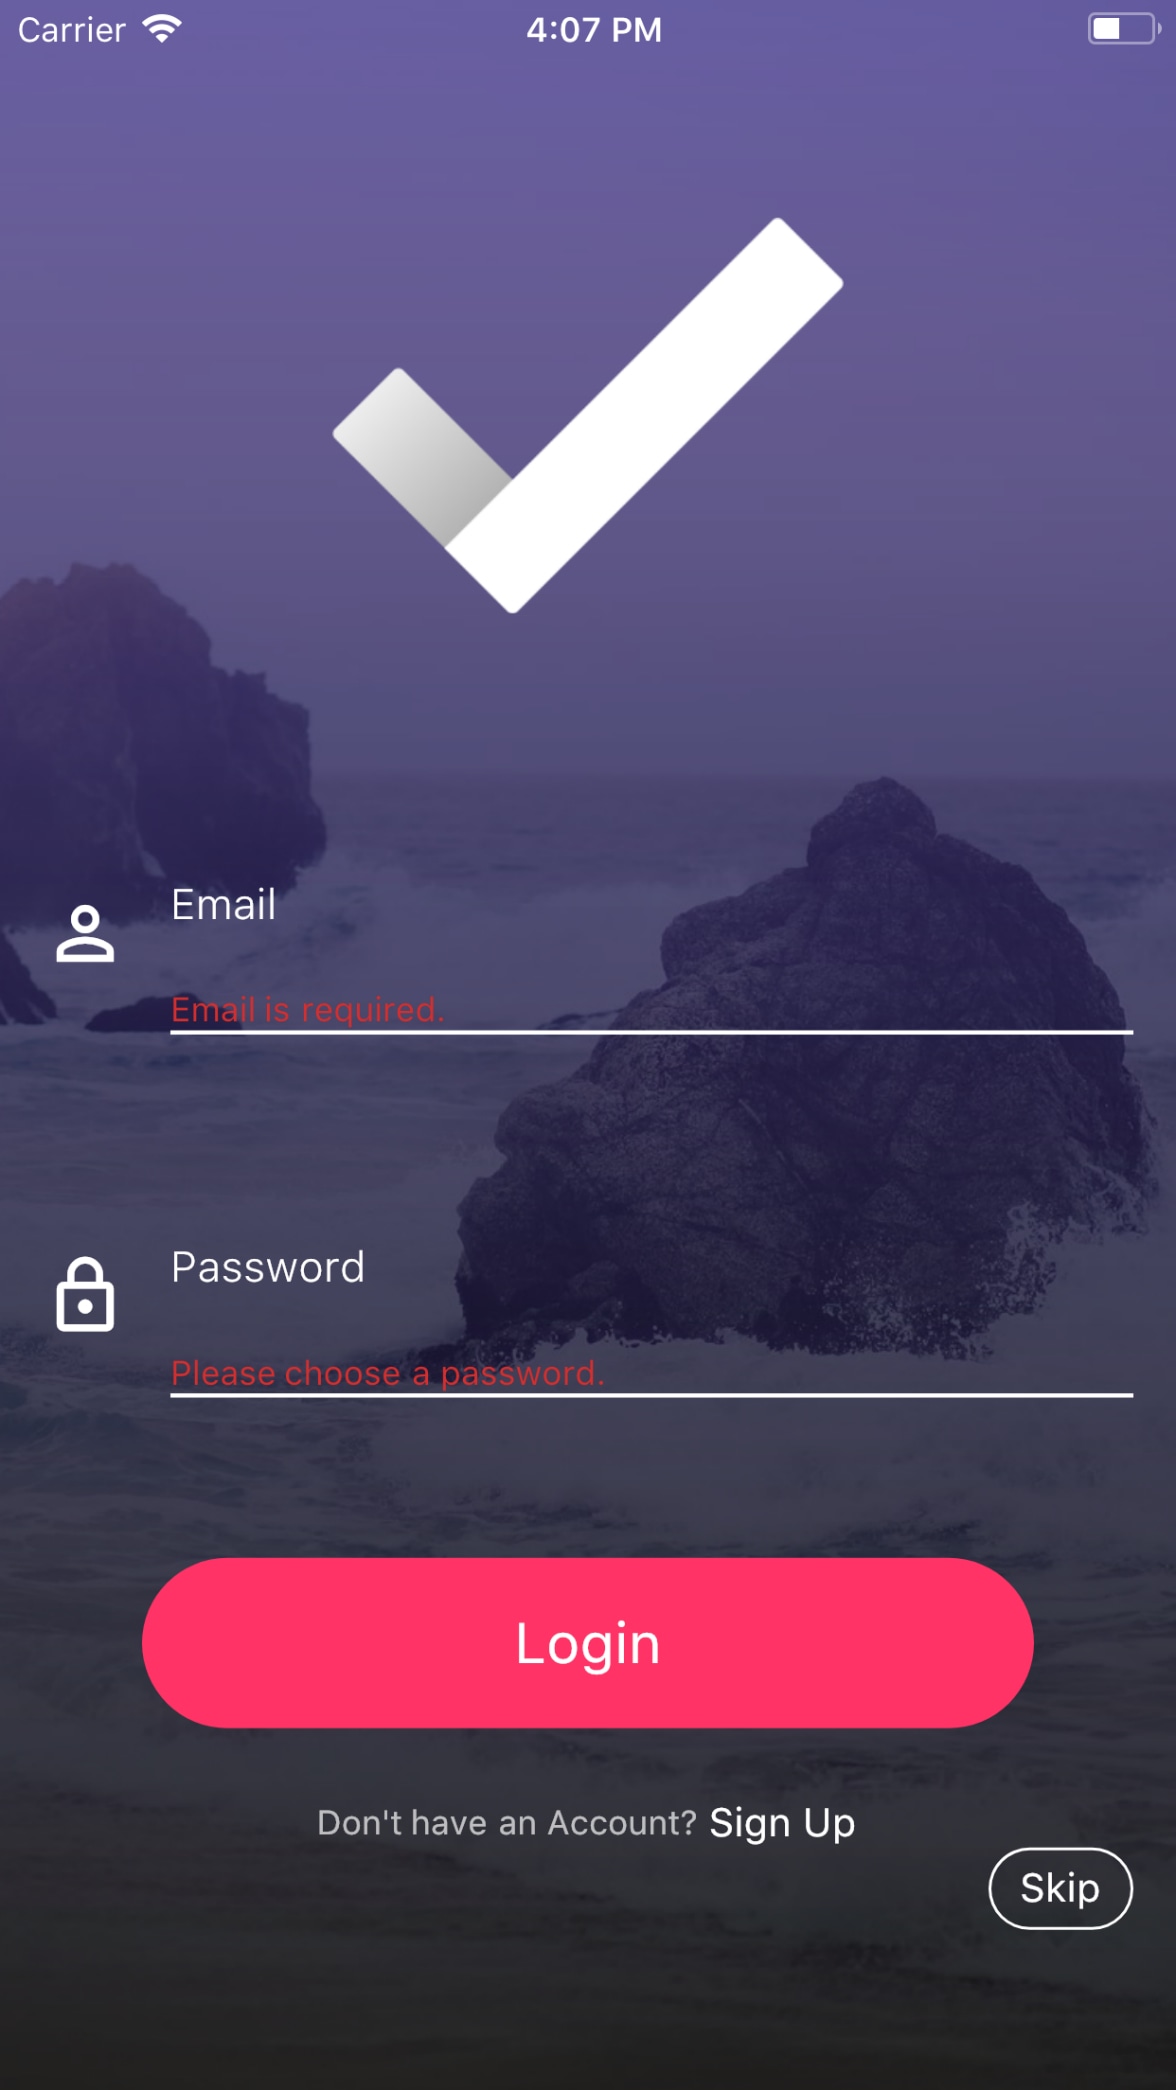 Carrier 4:07 PM
Email
Email is required.
Password
Please choose a password.
Login
Don't have an Account? Sign Up
Skip